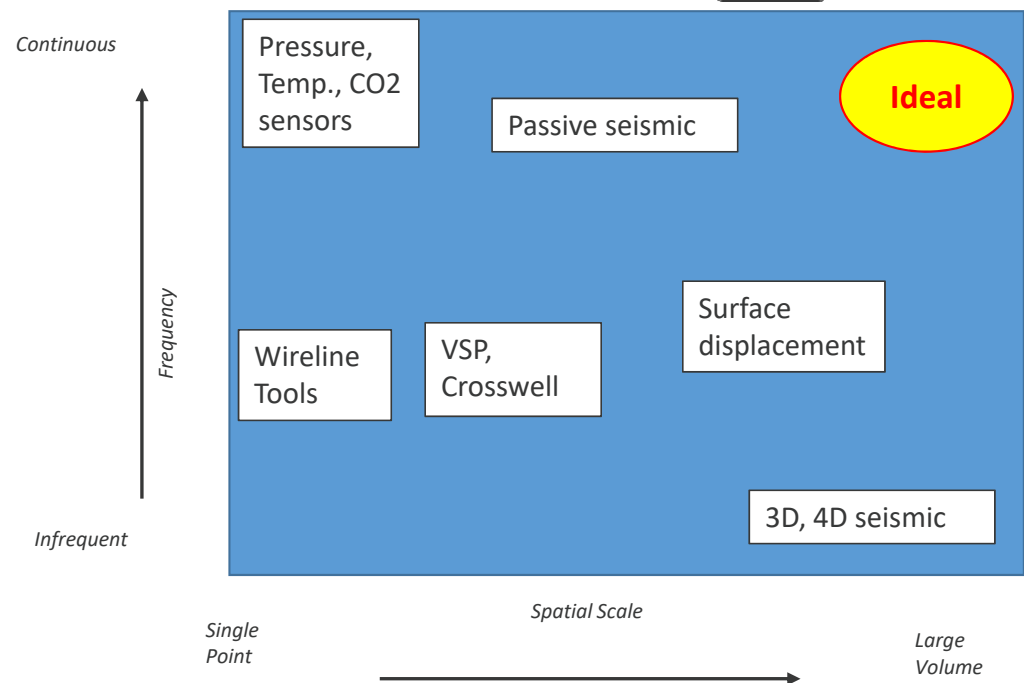 Continuous
Pressure,
Temp., CO2
sensors
Passive seismic
Ideal
Frequency
Wireline
Tools
VSP,
Crosswell
Surface
displacement
3D, 4D seismic
Infrequent
Spatial Scale
Single
Point
Large
Volume